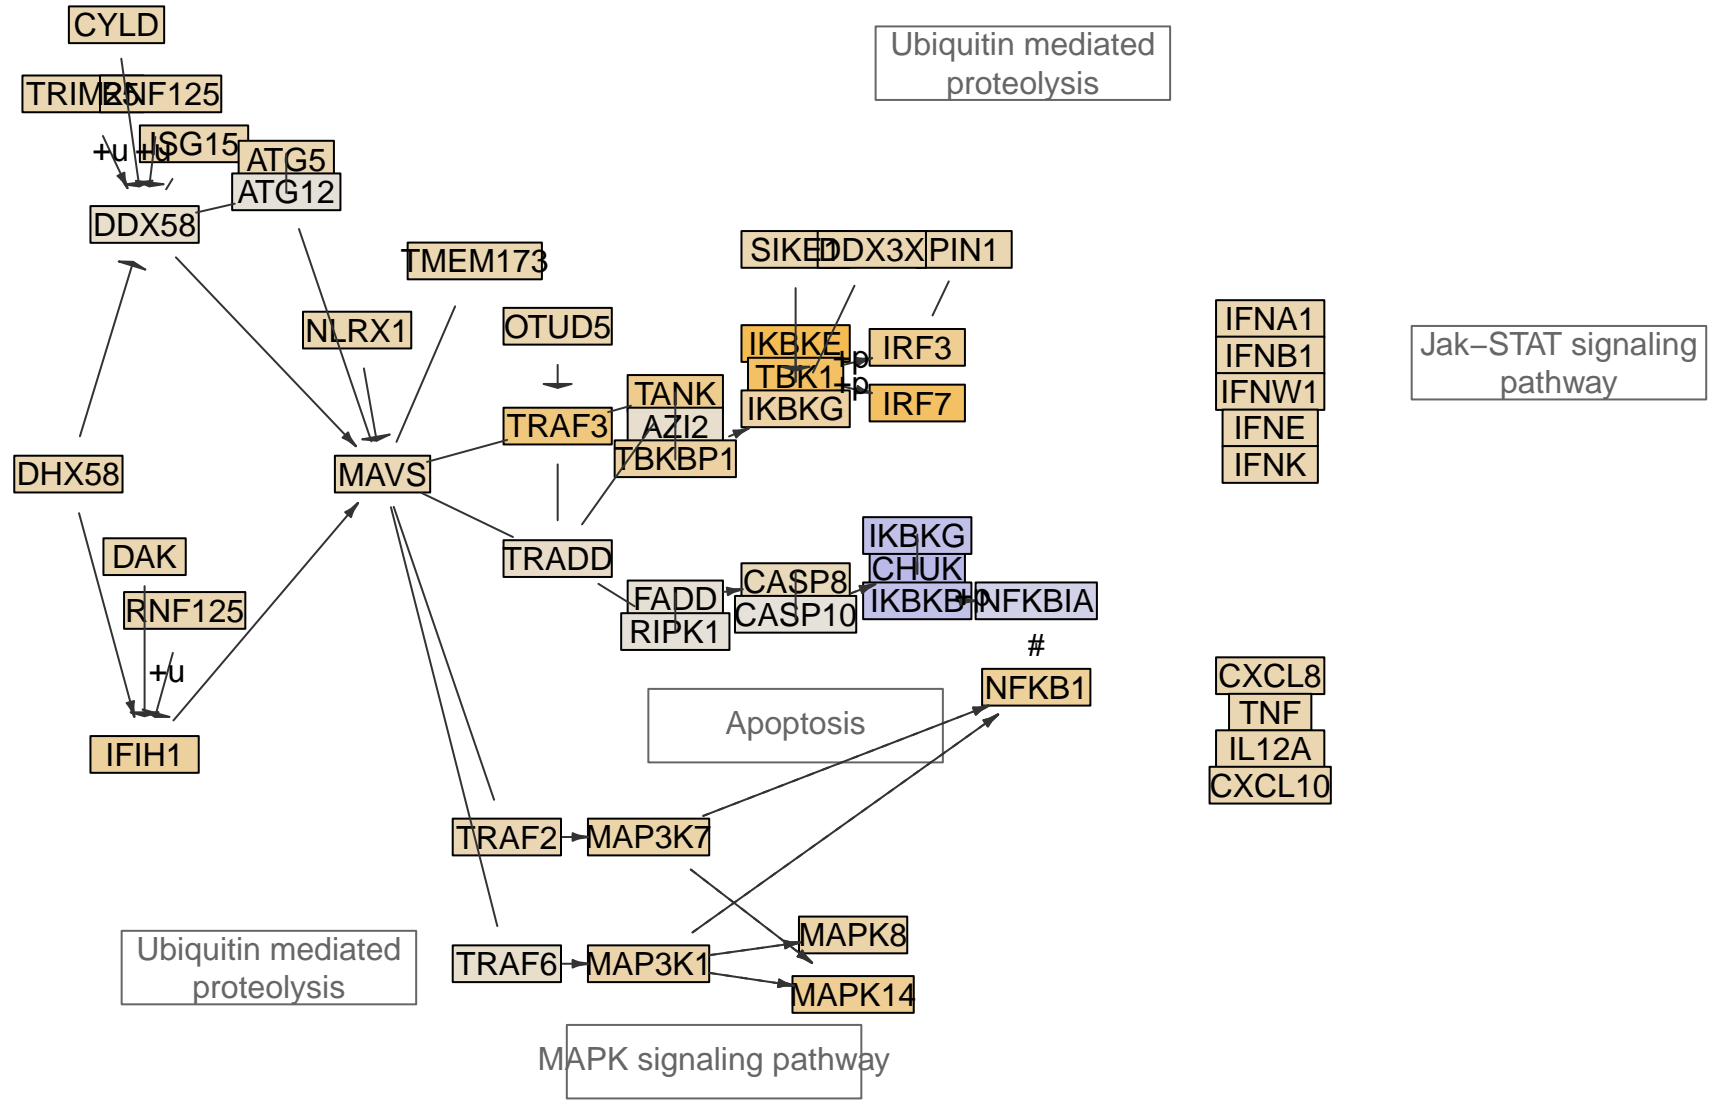 CYLD
Ubiquitin mediated
proteolysis
TRIM25
RNF125
ISG15
+u
+u
ATG5
ATG12
DDX58
TMEM173
SIKE1
DDX3X
PIN1
NLRX1
OTUD5
IKBKE
TBK1
IKBKG
+p
+p
IRF3
IRF7
IFNA1
IFNB1
IFNW1
IFNE
IFNK
Jak−STAT signaling
pathway
TRAF3
TANK
AZI2
TBKBP1
DHX58
MAVS
DAK
RNF125
+u
IFIH1
TRADD
FADD
RIPK1
CASP8
CASP10
IKBKG
CHUK
IKBKB
+p
NFKBIA
#
NFKB1
Apoptosis
CXCL8
TNF
IL12A
CXCL10
TRAF2
MAP3K7
TRAF6
MAP3K1
MAPK8
MAPK14
Ubiquitin mediated
proteolysis
MAPK signaling pathway